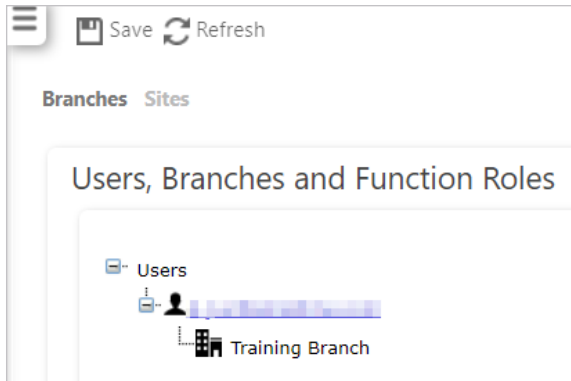 Save Refresh
Branches Sites
Users, Branches and Function Roles
Users
Training Branch